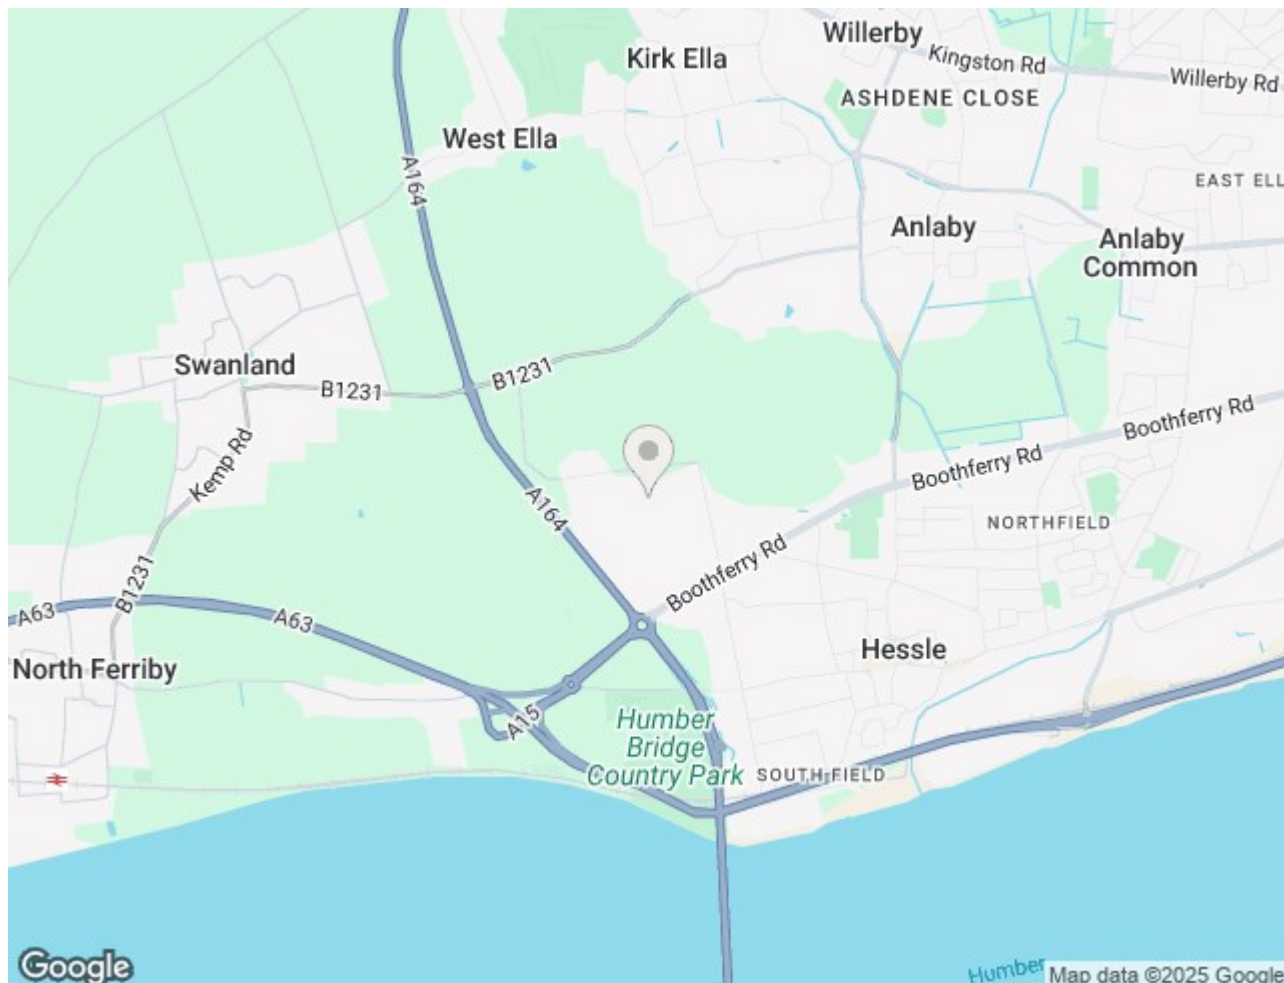 Willerby
Kirk Ella
Kingston Rd
Willerby Rd
ASHDENE CLOSE
West Ella
A164
EAST ELL
Anlaby
Anlaby
Common
Swanland
B1231
B1231
Boothferry Rd
Kemp Rd
Boothferry Rd
A164
NORTHFIELD
Boothferry Rd
B1231
A63
A63
Hessle
North Ferriby
A15
Humber
Bridge
Country Park
SOUTH FIELD
Google
Humber
Map data ©2025 Google